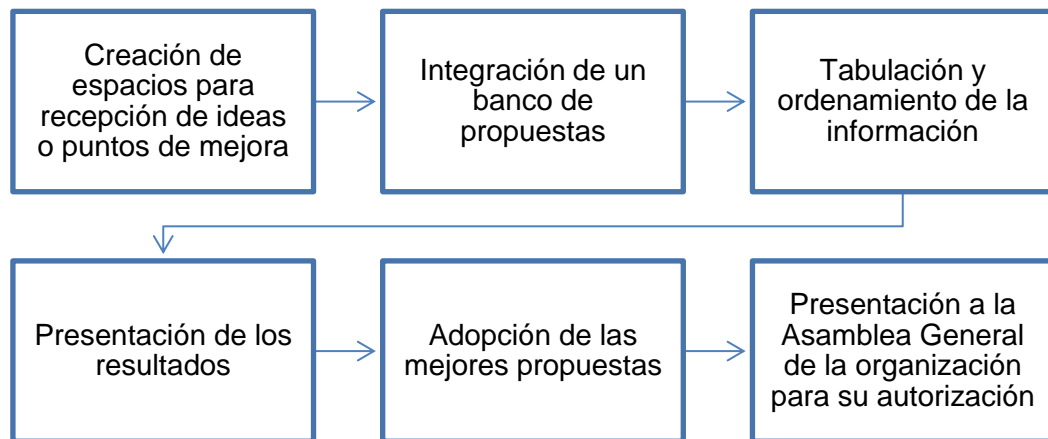 Creación de
espacios para
recepción de ideas
o puntos de mejora
Integración de un
banco de
propuestas
Tabulación y
ordenamiento de la
información
Presentación de los
resultados
Adopción de las
mejores propuestas
Presentación a la
Asamblea General
de la organización
para su autorización